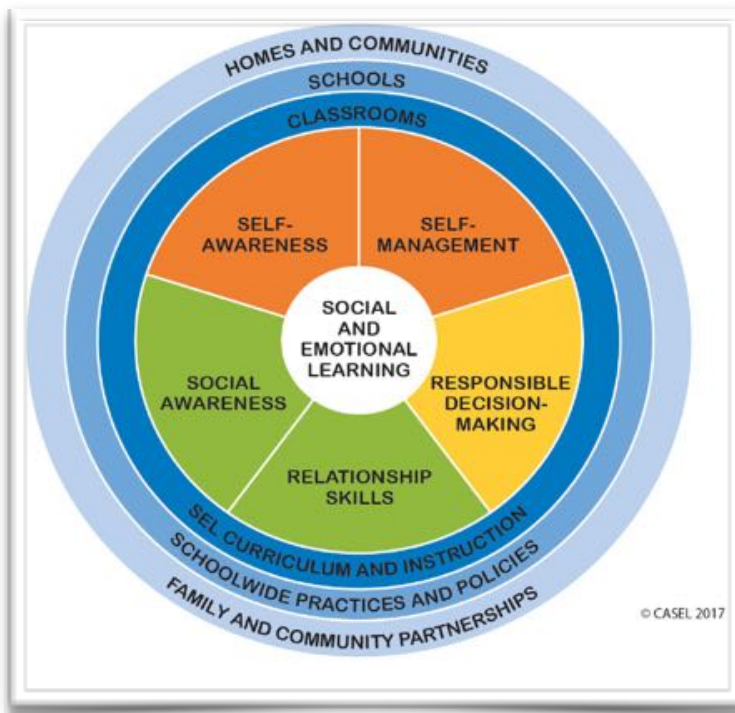 HOMES AND COMMUNITIES
SCHOOLS
CLASSROOMS
SELF-
AWARENESS
SELF-
MANAGEMENT
SOCIAL
AND
EMOTIONAL
LEARNING
SOCIAL
AWARENESS
RESPONSIBLE
DECISION-
MAKING
RELATIONSHIP
SKILLS
SEL CURRICULUM AND INSTRUCTION
SCHOOLWIDE PRACTICES AND POLICIES
FAMILY AND COMMUNITY PARTNERSHIPS
© CASEL 2017